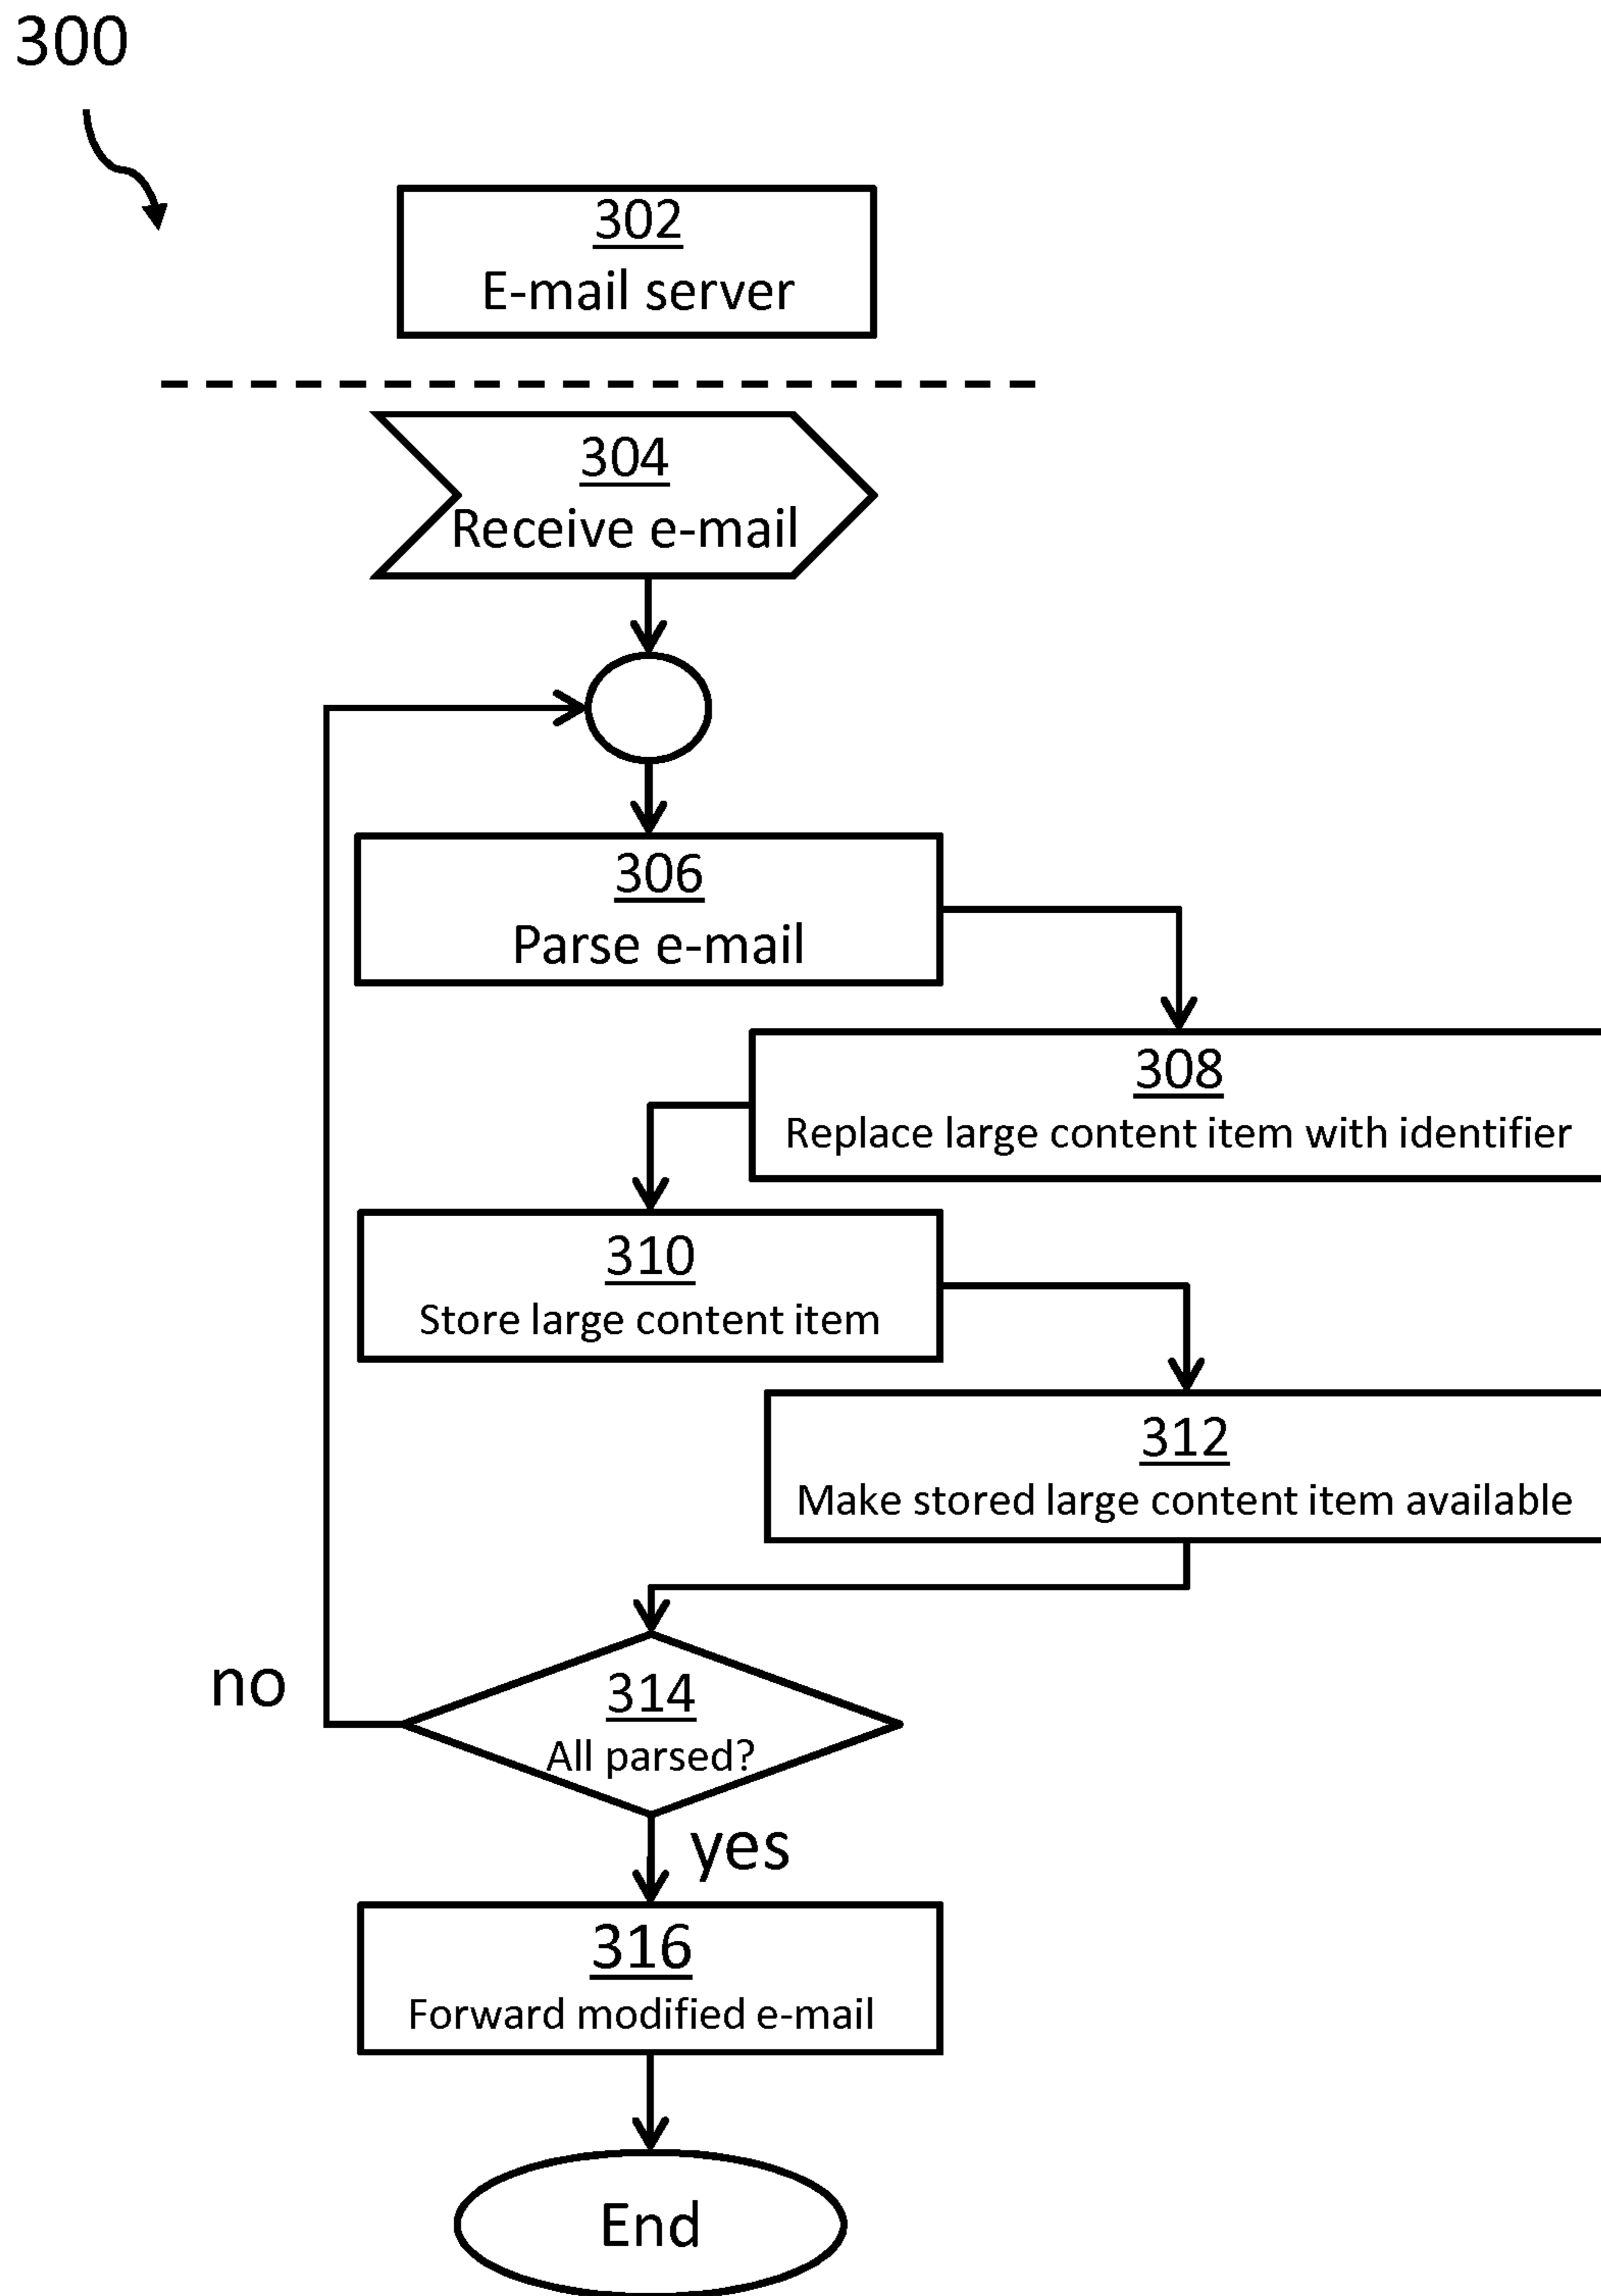 300
302
E-mail server
304
Receive e-mail
306
Parse e-mail
308
Replace large content item with identifier
310
Store large content item
312
Make stored large content item available
no
314
All parsed?
yes
316
Forward modified e-mail
End